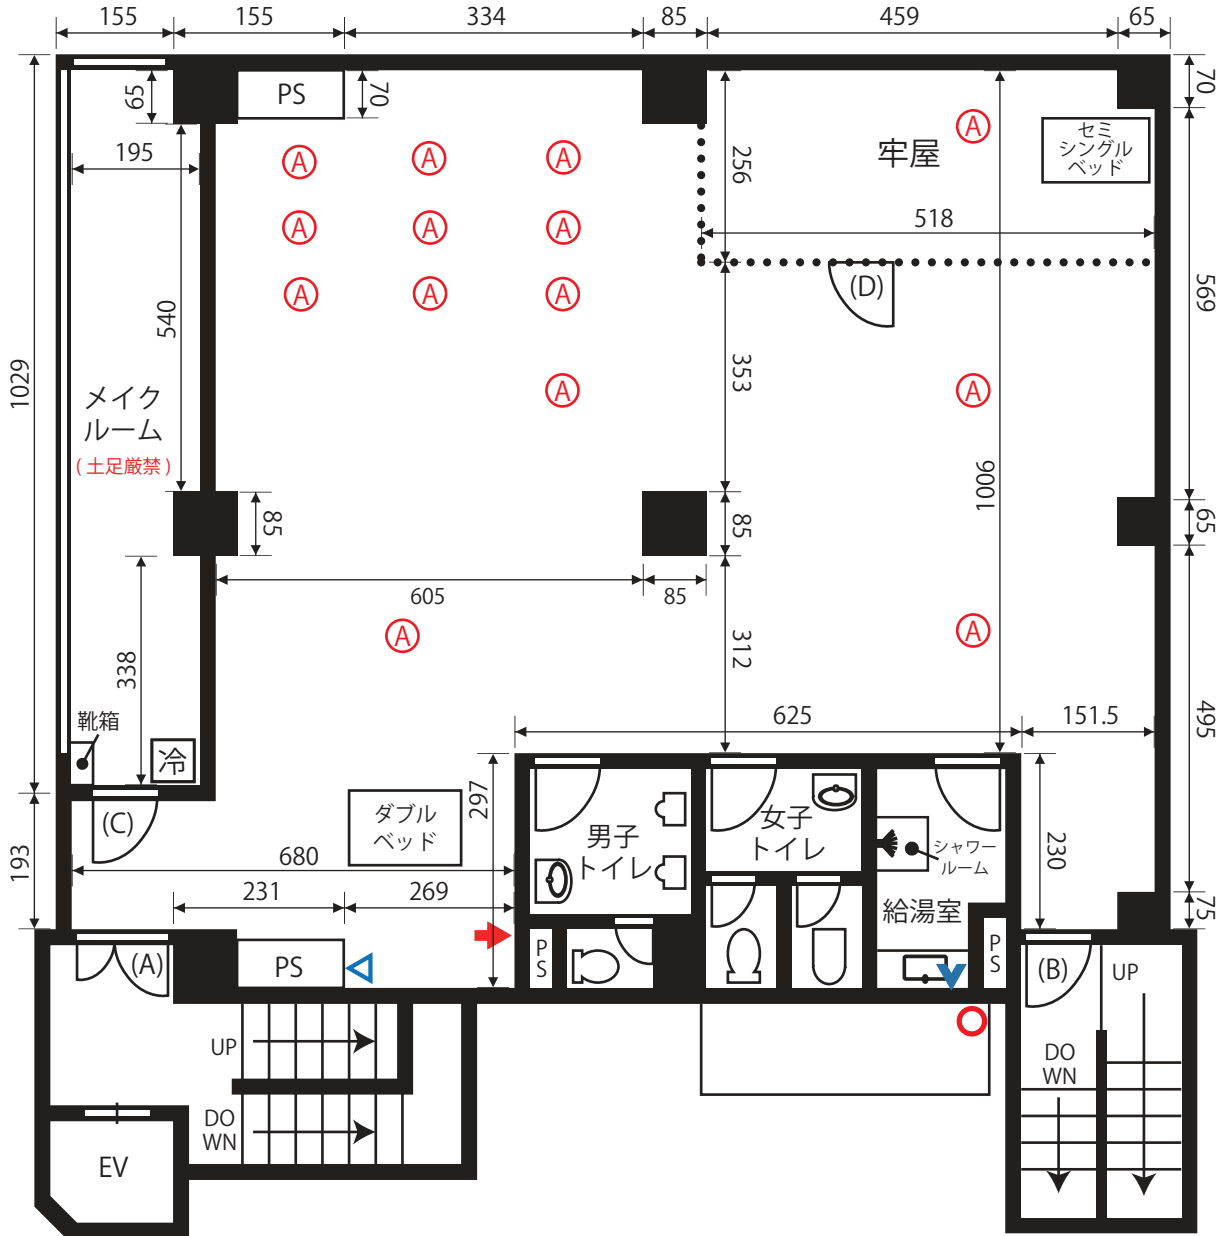 155
155
334
85
459
65
PS
70
65
195
256
牢屋
セミ
シングル
ベッド
70
518
569
A
A
A
A
A
A
A
A
A
A
A
(D)
540
353
1029
メイク
ルーム
(土足厳禁)
A
A
1006
85
85
65
605
85
A
A
312
338
靴箱
冷
625
151.5
495
(C)
297
ダブル
ベッド
男子
トイレ
女子
トイレ
シャワー
ルーム
給湯室
193
680
231
269
230
75
(A)
PS
PS
PS
(B)
UP
UP
DO
WN
DO
WN
EV